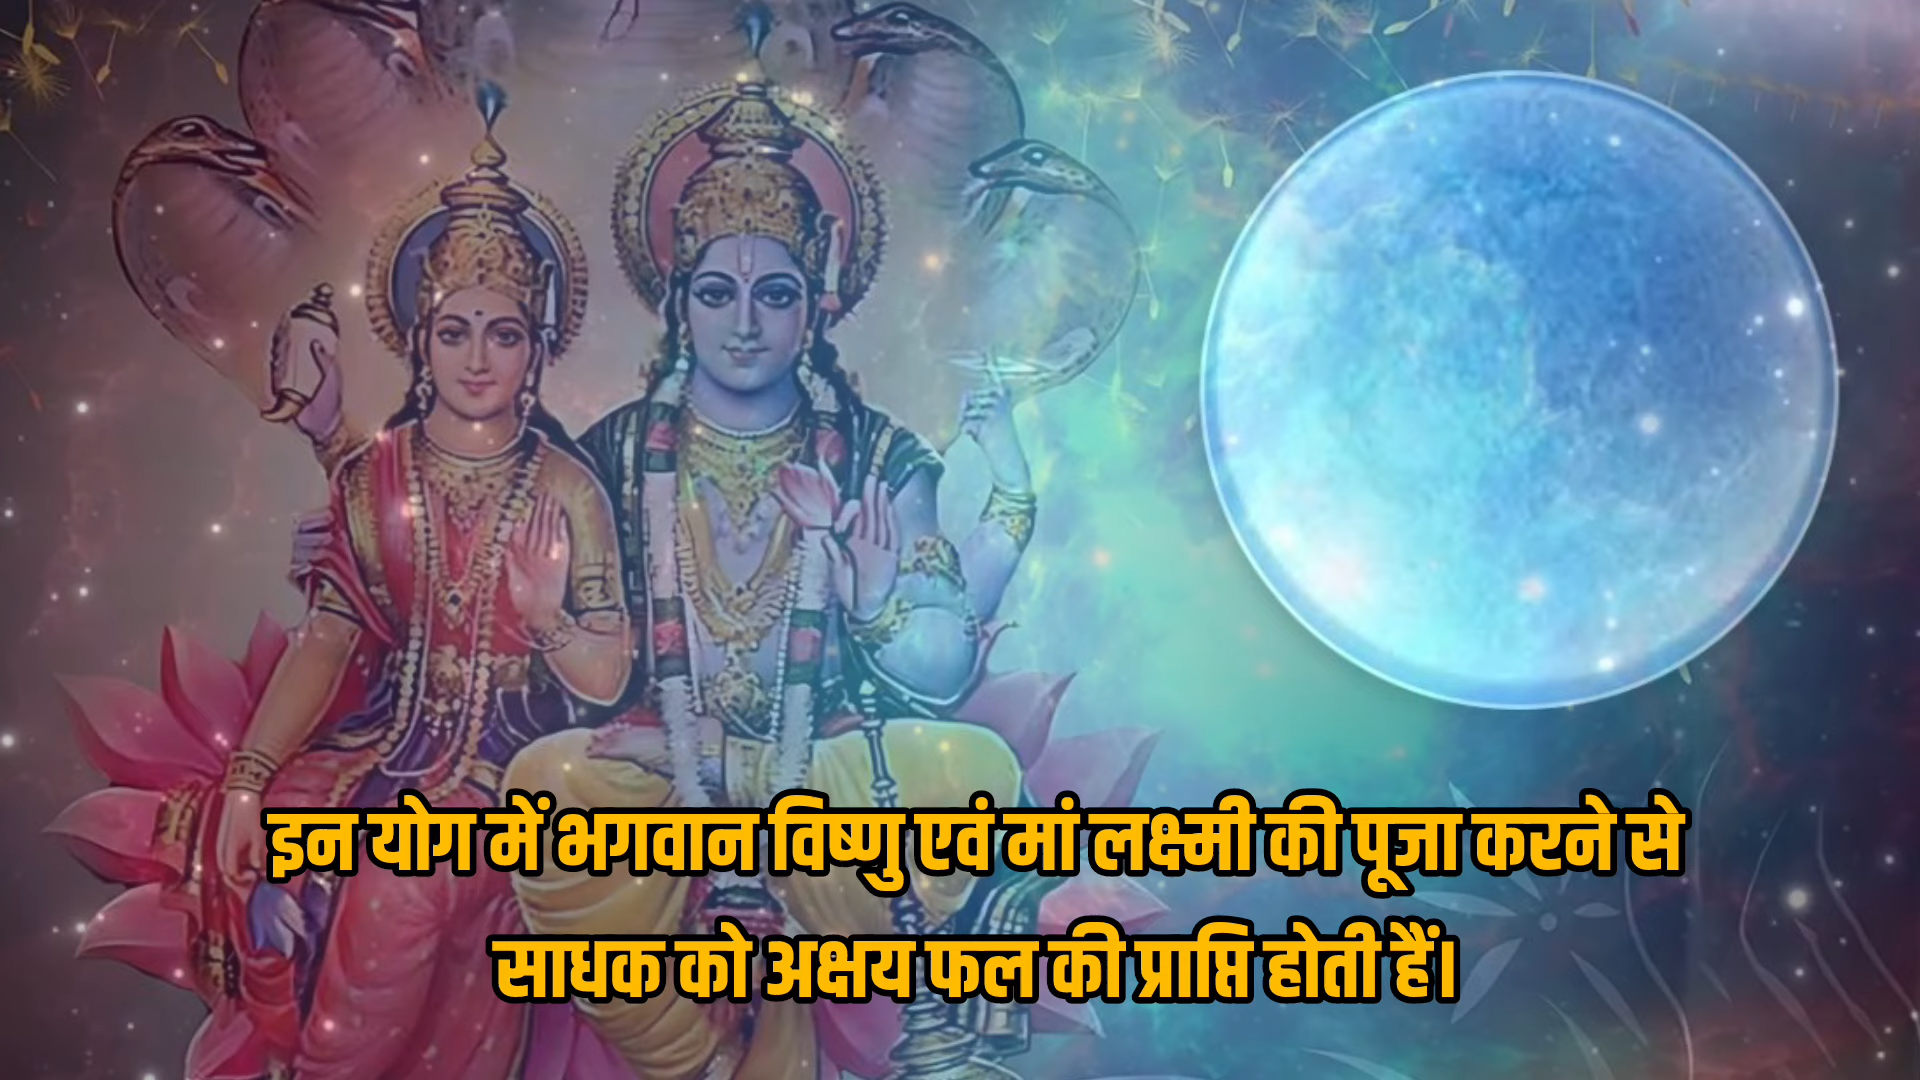 इन योग में भगवान विष्णु एवं मां लक्ष्मी की पूजा करने से
साधक को अक्षय फल की प्राप्ति होती हैं।